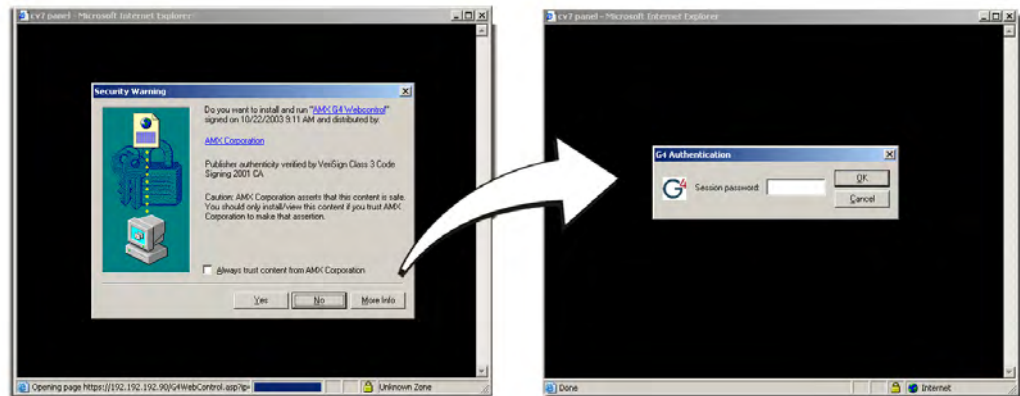 cv7 panel - Microsoft Internet Explorer
Security Warning
Do you want to install and run "AMX G4 Webcontrol"
signed on 10/22/2003 9:11 AM and distributed by:
AMX Corporation
Publisher authenticity verified by VeriSign Class 3 Code
Signing 2001 CA
Caution: AMX Corporation asserts that this content is safe.
You should only install/view this content if you trust AMX
Corporation to make that assertion.
Always trust content from AMX Corporation
Yes
No
More Info
Opening page https://192.192.192.90/G4WebControl.asp?ip=
Unknown Zone
cv7 panel - Microsoft Internet Explorer
G4 Authentication
G4
Session password:
OK
Cancel
Done
Internet